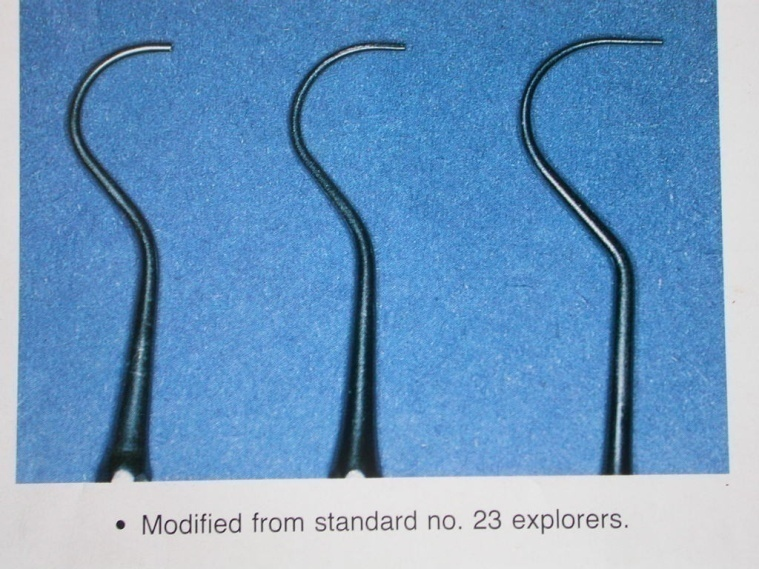 • Modified from standard no. 23 explorers.